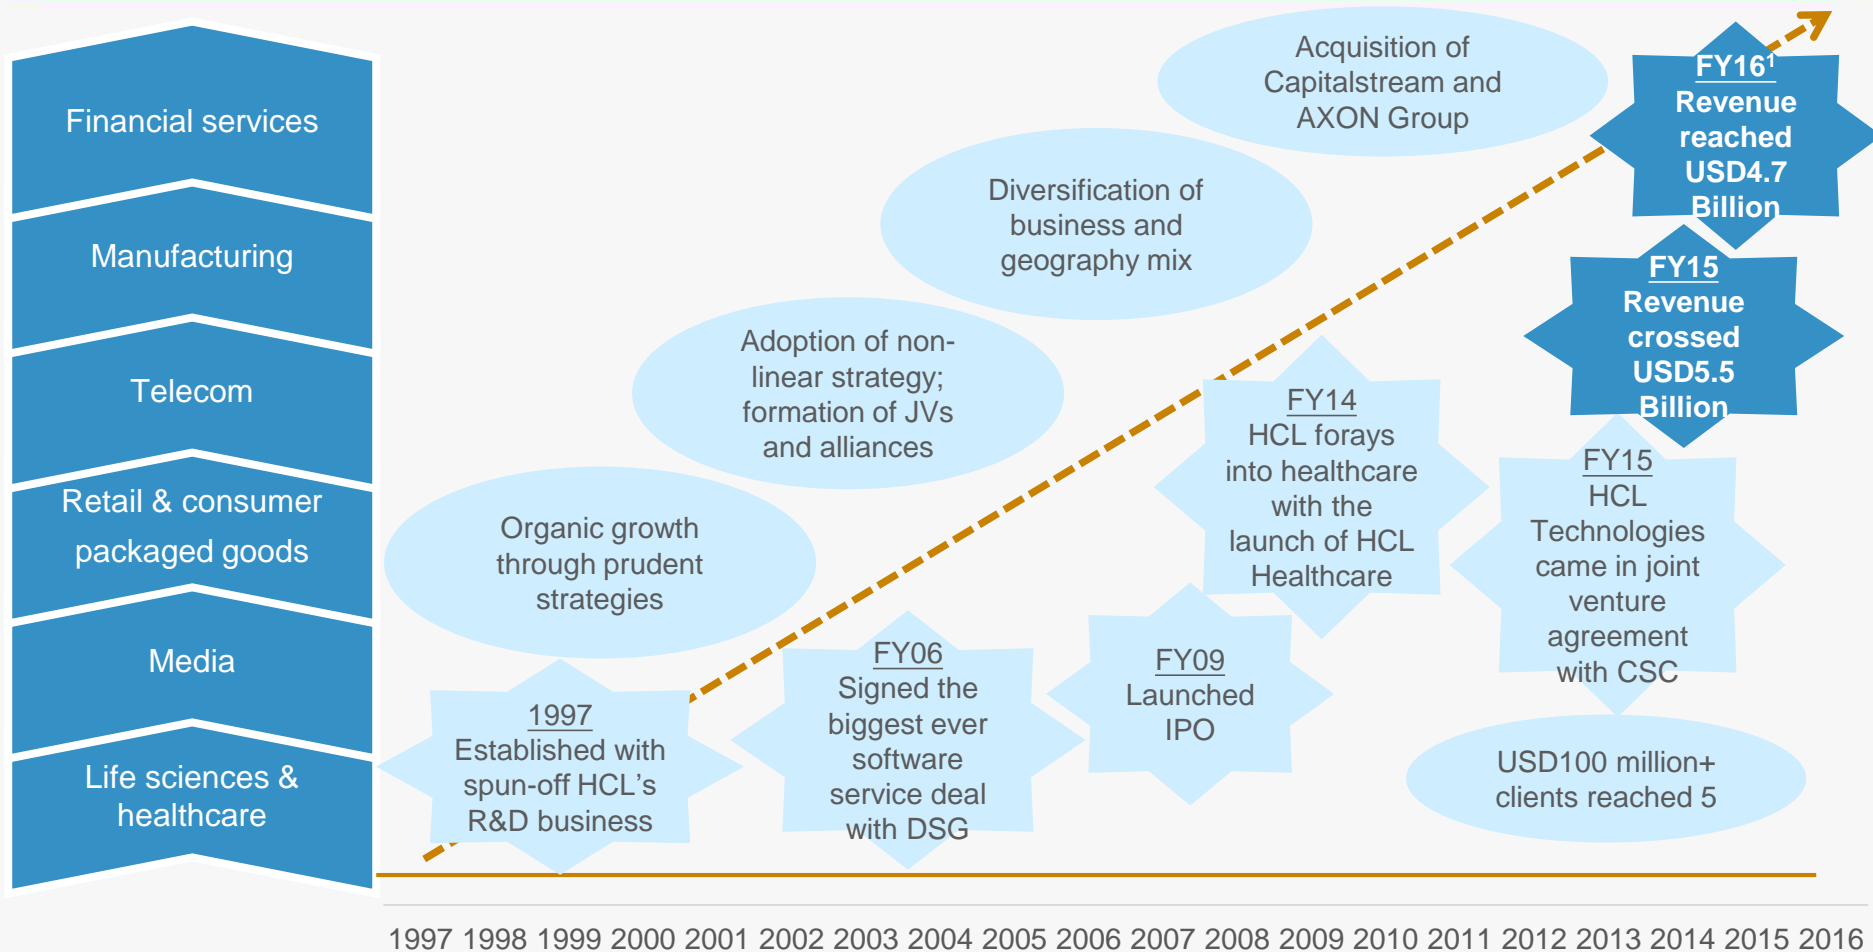 Financial services
Manufacturing
Telecom
Retail & consumer
packaged goods
Media
Life sciences &
healthcare
Acquisition of
Capitalstream and
AXON Group
Diversification of
business and
geography mix
Adoption of non-
linear strategy;
formation of JVs
and alliances
Organic growth
through prudent
strategies
1997
Established with
spun-off HCL’s
R&D business
FY06
Signed the
biggest ever
software
service deal
with DSG
FY09
Launched
IPO
FY14
HCL forays
into healthcare
with the
launch of HCL
Healthcare
FY16¹
Revenue
reached
USD4.7
Billion
FY15
Revenue
crossed
USD5.5
Billion
FY15
HCL
Technologies
came in joint
venture
agreement
with CSC
USD100 million+
clients reached 5
1997 1998 1999 2000 2001 2002 2003 2004 2005 2006 2007 2008 2009 2010 2011 2012 2013 2014 2015 2016